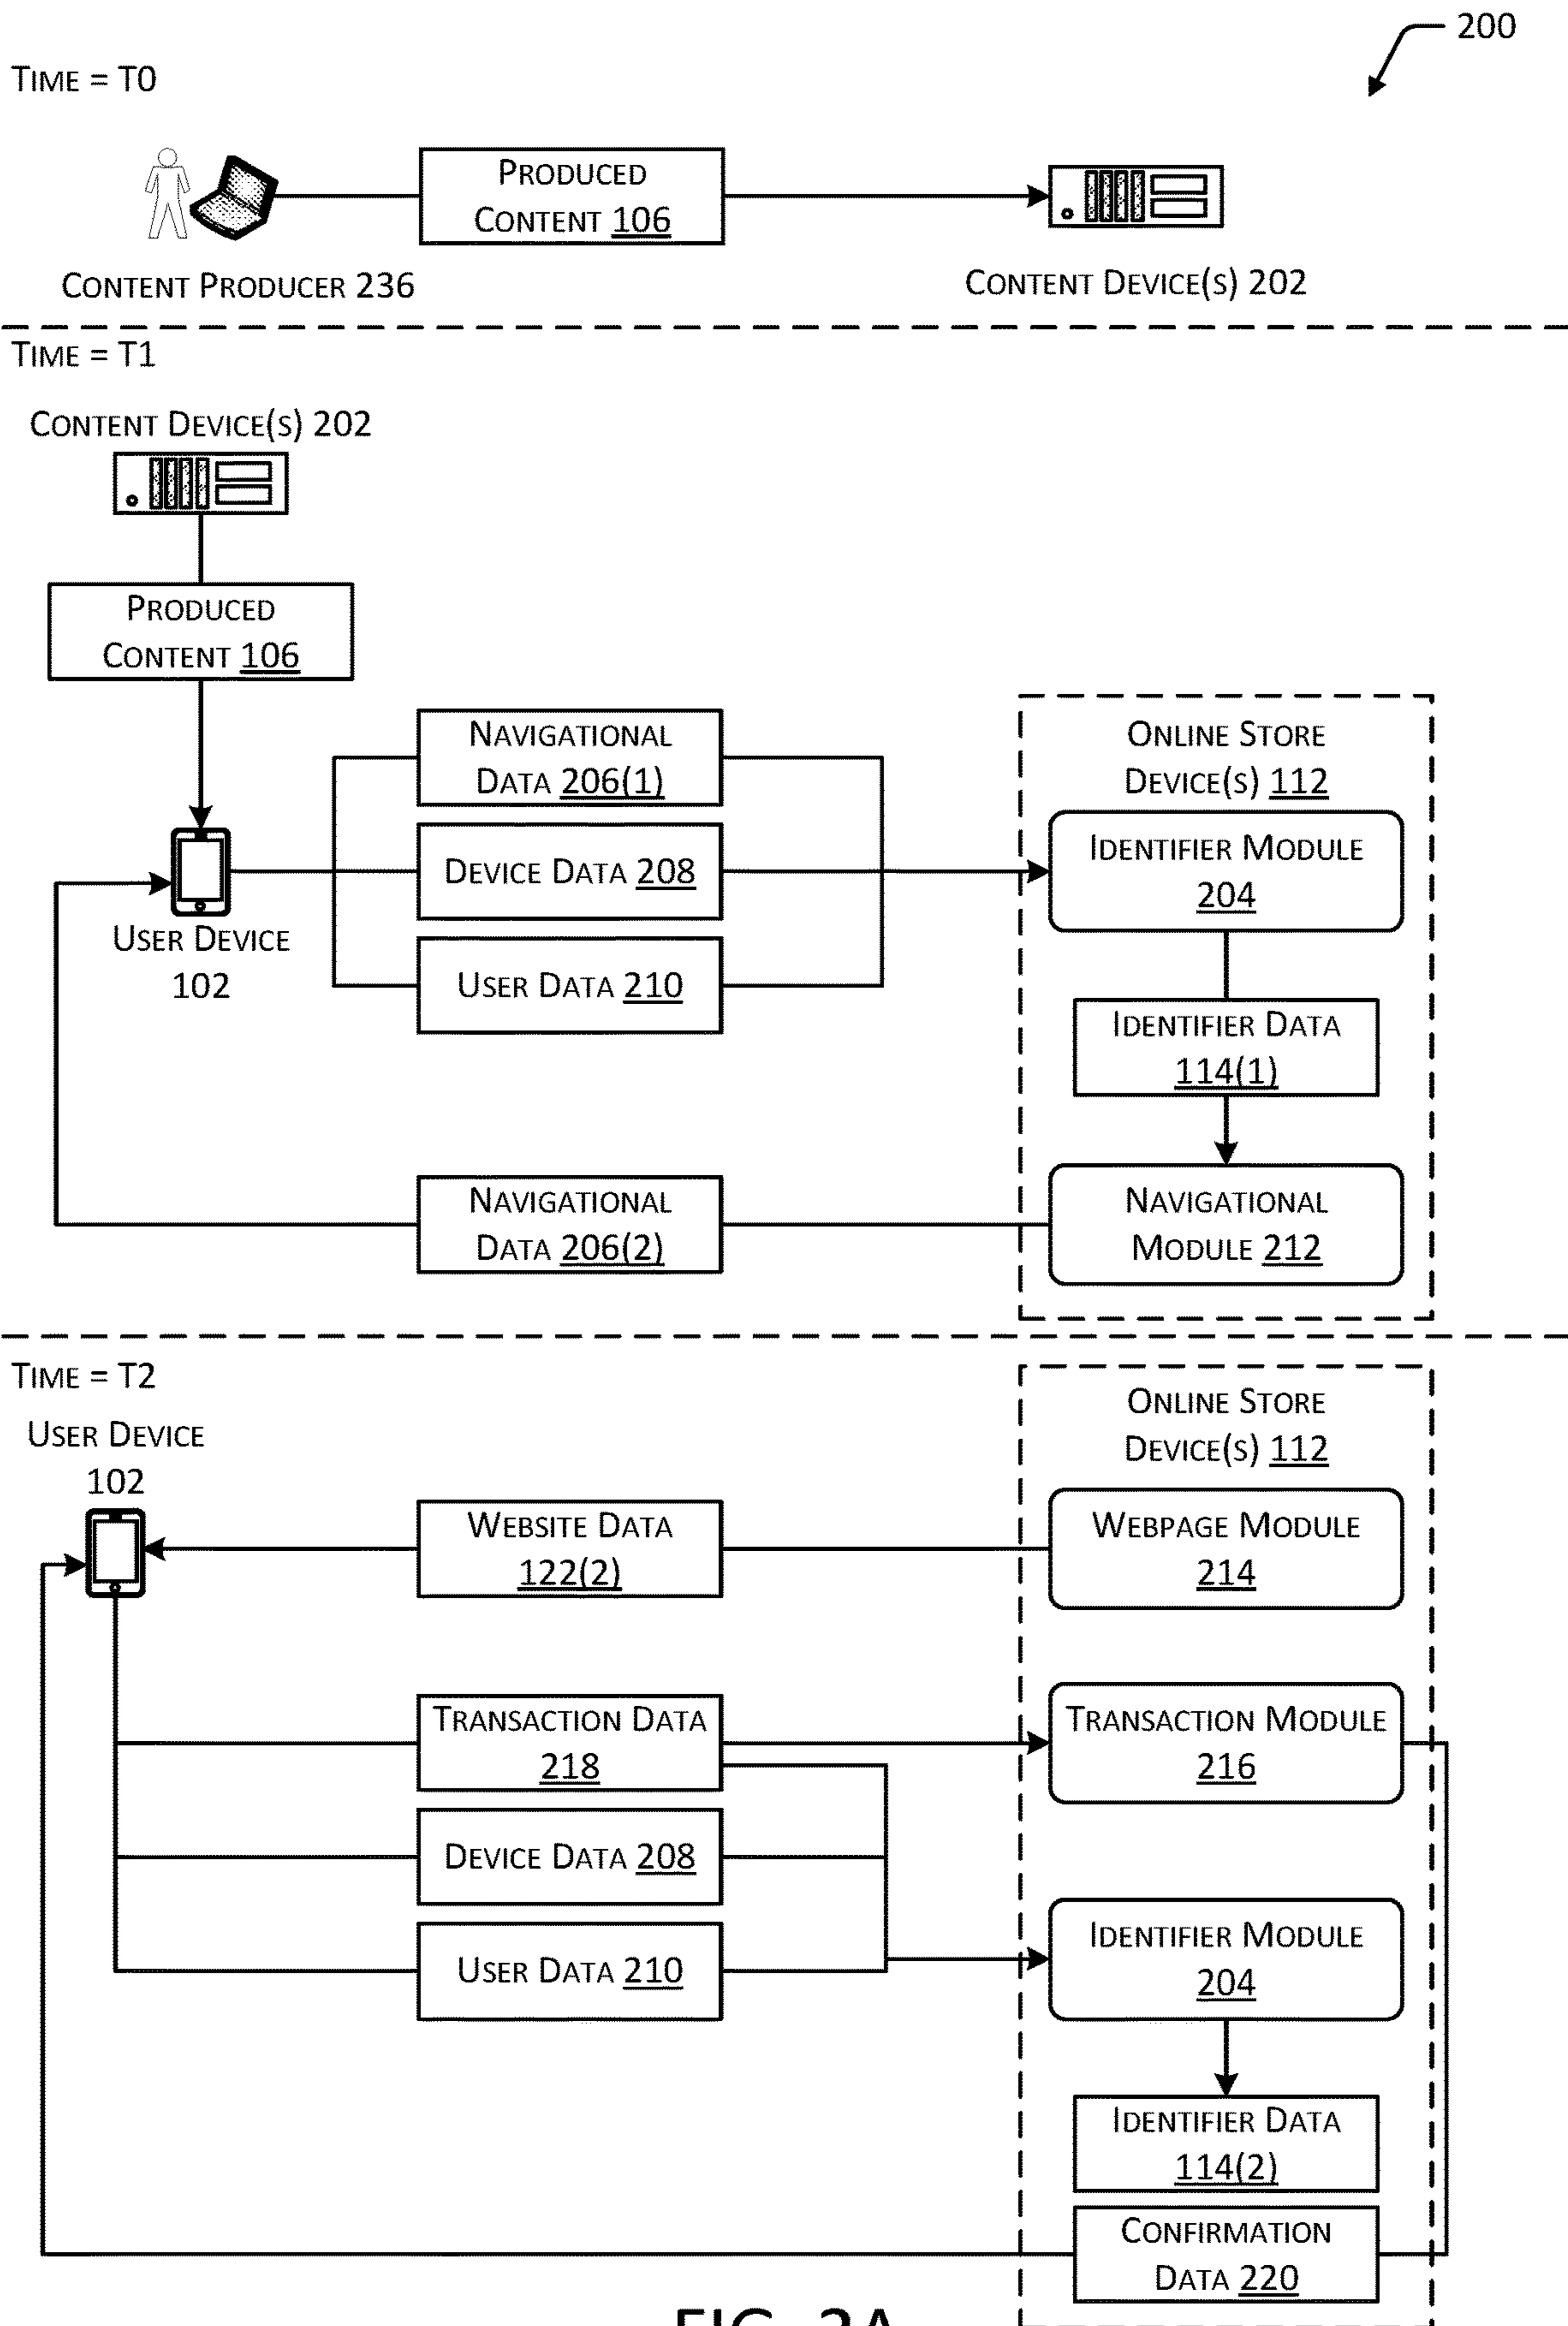 200
TIME = T0
PRODUCED
CONTENT 106
CONTENT PRODUCER 236
CONTENT DEVICE(S) 202
TIME = T1
CONTENT DEVICE(S) 202
PRODUCED
CONTENT 106
NAVIGATIONAL
DATA 206(1)
DEVICE DATA 208
USER DATA 210
USER DEVICE
102
ONLINE STORE
DEVICE(S) 112
IDENTIFIER MODULE
204
IDENTIFIER DATA
114(1)
NAVIGATIONAL
DATA 206(2)
NAVIGATIONAL
MODULE 212
TIME = T2
USER DEVICE
102
ONLINE STORE
DEVICE(S) 112
WEBSITE DATA
122(2)
WEBPAGE MODULE
214
TRANSACTION DATA
218
TRANSACTION MODULE
216
DEVICE DATA 208
USER DATA 210
IDENTIFIER MODULE
204
IDENTIFIER DATA
114(2)
CONFIRMATION
DATA 220
FIG. 2A